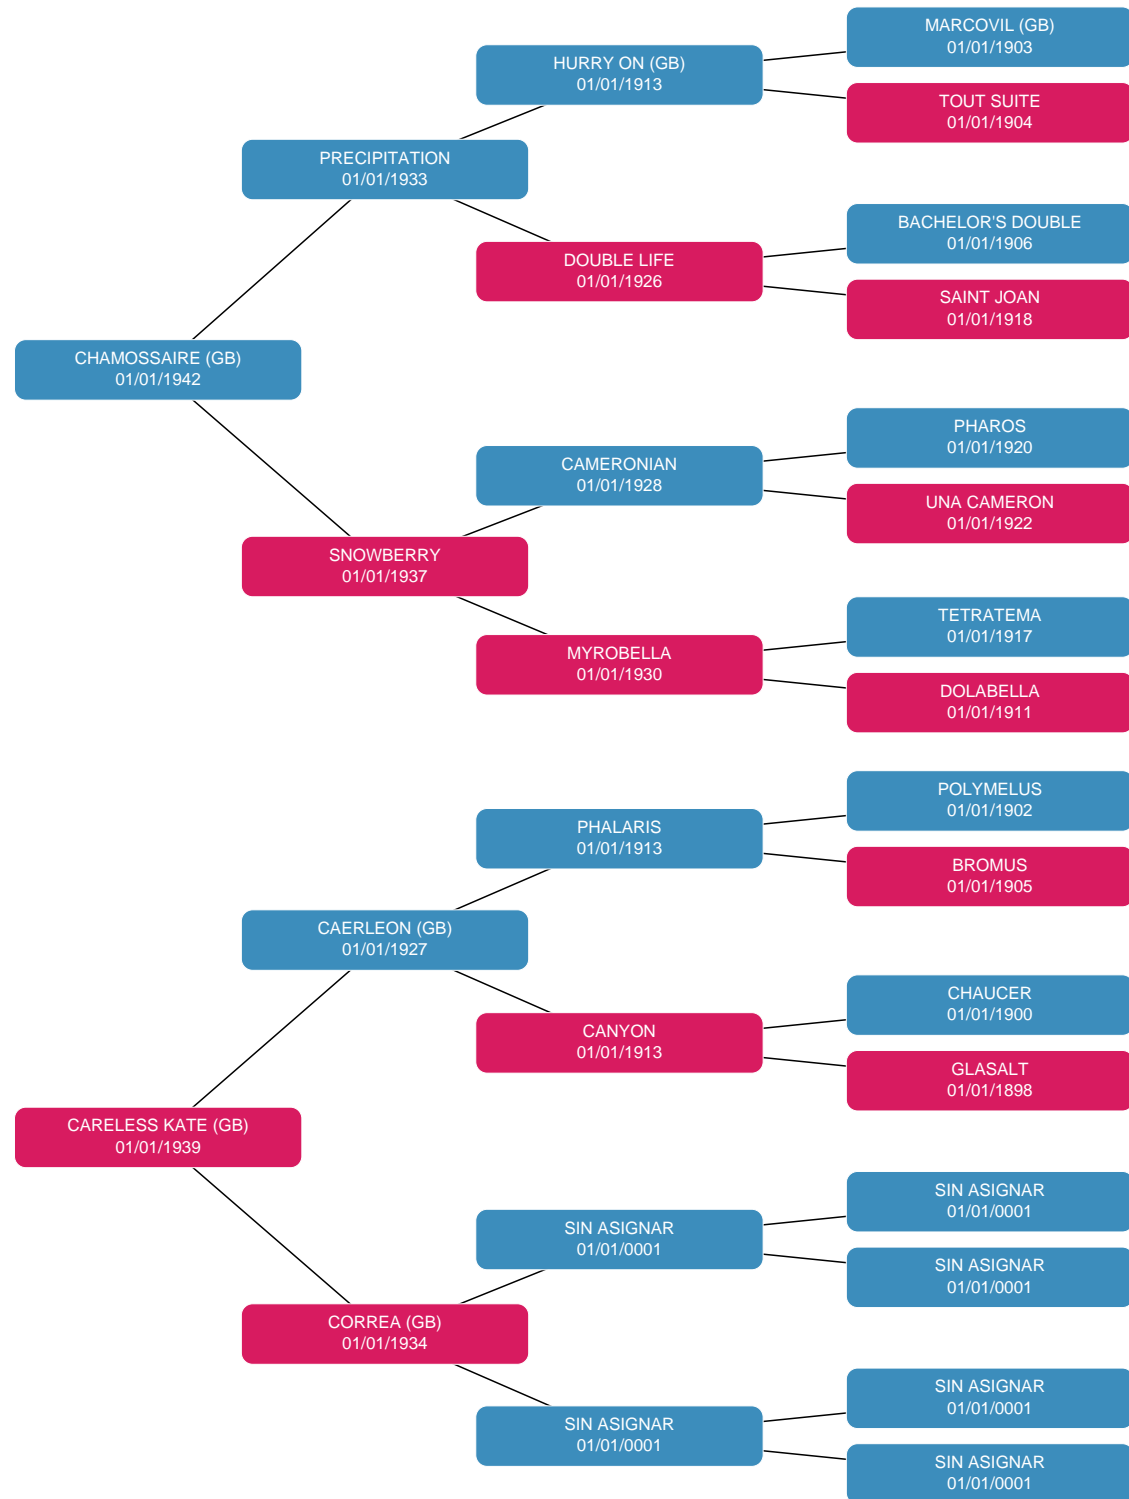 MARCOVIL (GB)
01/01/1903
HURRY ON (GB)
01/01/1913
TOUT SUITE
01/01/1904
PRECIPITATION
01/01/1933
BACHELOR'S DOUBLE
01/01/1906
DOUBLE LIFE
01/01/1926
SAINT JOAN
01/01/1918
CHAMOSSAIRE (GB)
01/01/1942
PHAROS
01/01/1920
CAMERONIAN
01/01/1928
UNA CAMERON
01/01/1922
SNOWBERRY
01/01/1937
TETRATEMA
01/01/1917
MYROBELLA
01/01/1930
DOLABELLA
01/01/1911
POLYMELUS
01/01/1902
PHALARIS
01/01/1913
BROMUS
01/01/1905
CAERLEON (GB)
01/01/1927
CHAUCER
01/01/1900
CANYON
01/01/1913
GLASALT
01/01/1898
CARELESS KATE (GB)
01/01/1939
SIN ASIGNAR
01/01/0001
SIN ASIGNAR
01/01/0001
SIN ASIGNAR
01/01/0001
CORREA (GB)
01/01/1934
SIN ASIGNAR
01/01/0001
SIN ASIGNAR
01/01/0001
SIN ASIGNAR
01/01/0001